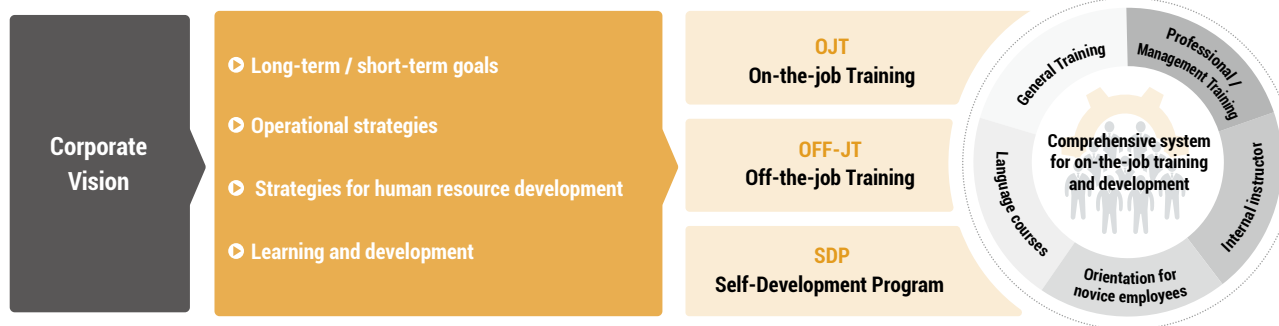 Corporate
Vision
Long-term / short-term goals
Operational strategies
Strategies for human resource development
Learning and development
OJT
On-the-job Training
OFF-JT
Off-the-job Training
SDP
Self-Development Program
General Training
Professional /
Management Training
Internal instructor
Orientation for
novice employees
Language courses
Comprehensive system
for on-the-job training
and development